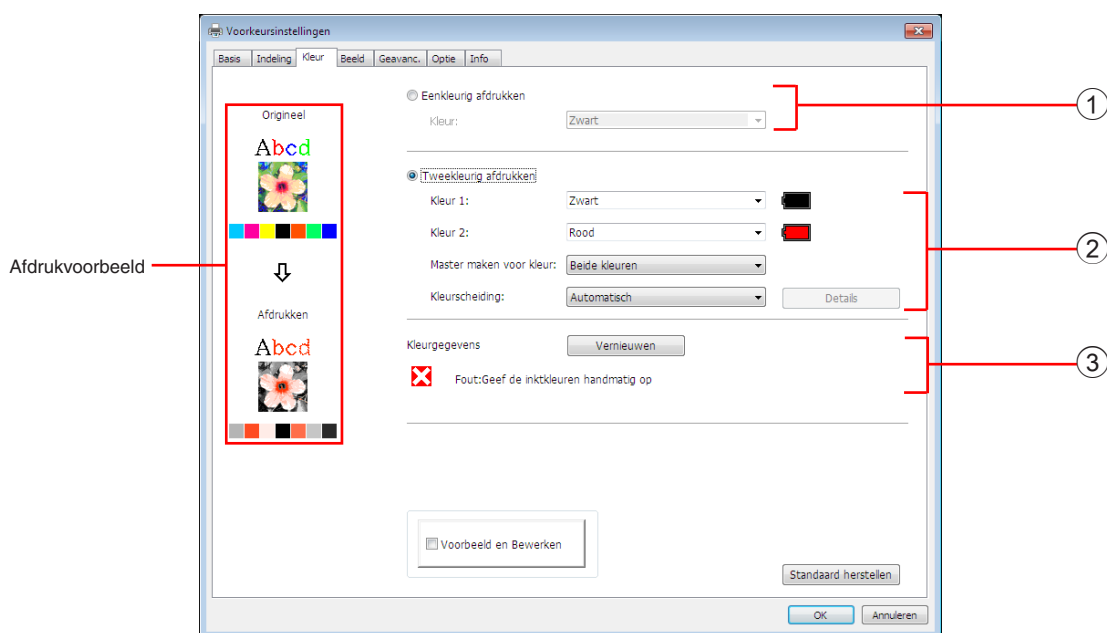 Voorkeursinstellingen
Basis Indeling Kleur Beeld Geavanc. Optie Info
Afdrukvoorbeeld
Origineel
Abcd
Afdrukken
Abcd
Eenkleurig afdrukken
Kleur: Zwart
1
Tweekleurig afdrukken
Kleur 1: Zwart
Kleur 2: Rood
Master maken voor kleur: Beide kleuren
Kleurscheiding: Automatisch Details
2
Kleurgegevens Vernieuwen
Fout:Geef de inktkleuren handmatig op
3
Voorbeeld en Bewerken
Standaard herstellen
OK Annuleren